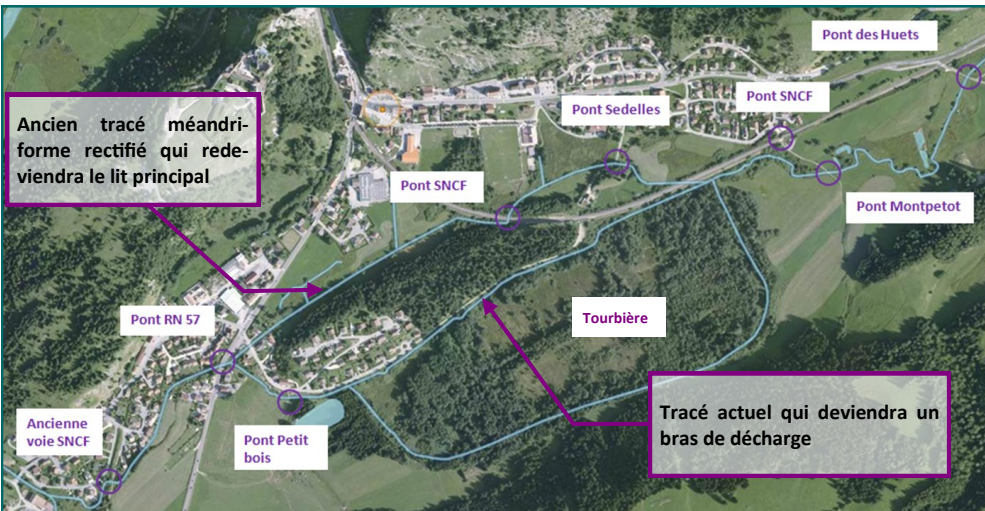 Pont des Huets
Ancien tracé méandri-
forme rectifié qui rede-
viendra le lit principal
Pont SNCF
Pont Sedelles
Pont SNCF
Pont Montpetot
Pont RN 57
Tourbière
Tracé actuel qui deviendra un
bras de décharge
Ancienne
voie SNCF
Pont Petit
bois